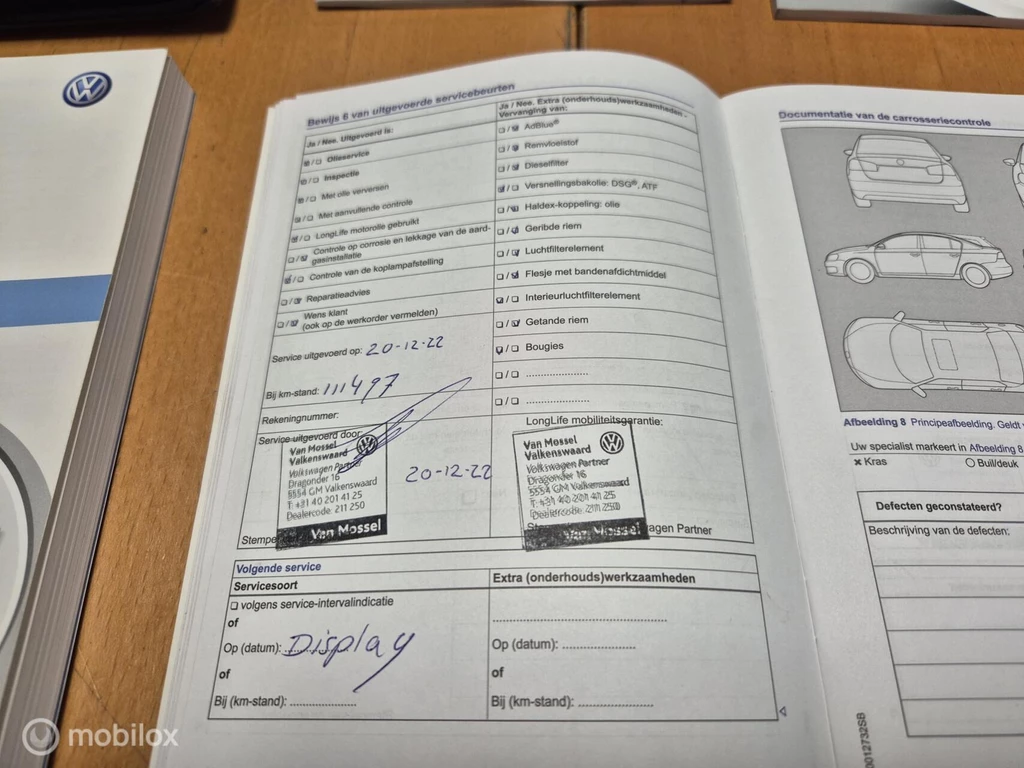 Bewijs 6 van uitgevoerde servicebeurten
Ja / Nee. Uitgevoerd is:
Olieservice
Inspectie
Met olie verversen
Met aanvullende controle
LongLife motorolie gebruikt
Controle op corrosie en lekkage van de aard-
gasinstallatie
Controle van de koplampafstelling
Reparatieadvies
Wens klant
(ook op de werkorder vermelden)
Service uitgevoerd op: 20-12-22
Bij km-stand: 111497
Rekeningnummer:
Service uitgevoerd door:
Van Mossel
Valkenswaard
Volkswagen Partner
Dragonder 16
5554 GM Valkenswaard
T: +31 40 201 41 25
Dealercode: 211 250
Van Mossel
20-12-22
Ja / Nee. Extra (onderhouds)werkzaamheden -
Vervanging van:
AdBlue®
Remvloeistof
Dieselfilter
Versnellingsbakolie: DSG®, ATF
Haldex-koppeling: olie
Geribde riem
Luchtfilterelement
Flesje met bandenafdichtmiddel
Interieurluchtfilterelement
Getande riem
Bougies
LongLife mobiliteitsgarantie:
Van Mossel
Valkenswaard
Volkswagen Partner
Dragonder 16
5554 GM Valkenswaard
T: +31 40 201 41 25
Dealercode: 211 250
Van Mossel
Volgende service
Servicesoort
volgens service-intervalindicatie
of
Op (datum): Display
of
Bij (km-stand):
Extra (onderhouds)werkzaamheden
Op (datum):
of
Bij (km-stand):
Documentatie van de carrosseriecontrole
Afbeelding 8 Principeafbeelding. Geldt
Uw specialist markeert in Afbeelding 8
× Kras
O Buil/deuk
Defecten geconstateerd?
Beschrijving van de defecten:
mobilox